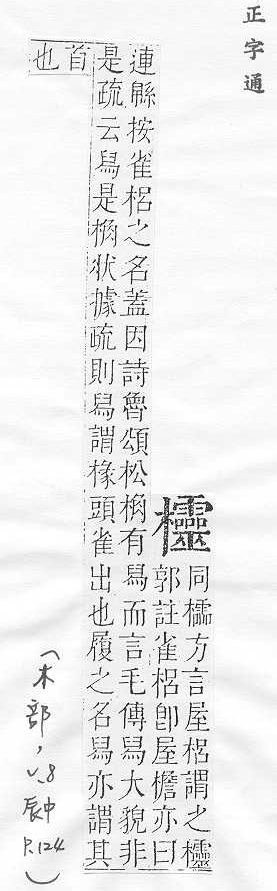 正字通
欞
同櫺方言屋梠謂之欞
郭註雀梠卽屋檐亦曰
連緜按雀梠之名蓋因詩魯頌松桷有舄而言毛傳舄大貌非
是疏云舄是桷狀據疏則舄謂椽頭雀出也履之名舄亦謂其
首
也
(木部, V.8 辰中 P.124)